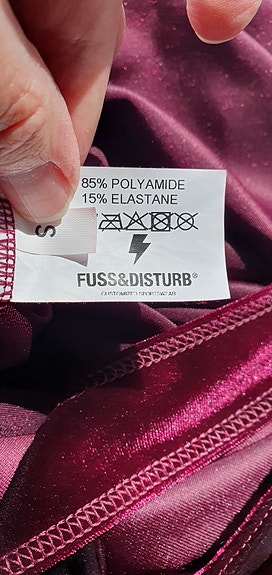 85% POLYAMIDE
15% ELASTANE
S
FUSS&DISTURB®
CUSTOMIZED SPORTSWEAR